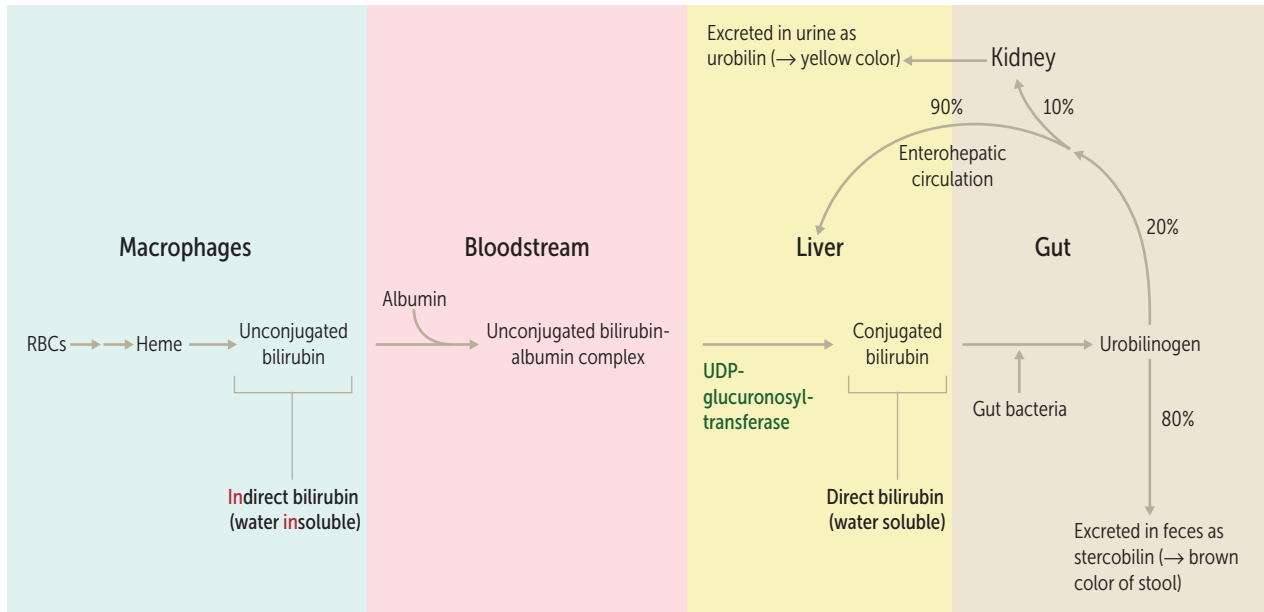 Excreted in urine as
urobilin (→ yellow color)
Kidney
90%
10%
Enterohepatic
circulation
20%
Macrophages
Bloodstream
Liver
Gut
RBCs
Heme
Unconjugated
bilirubin
Albumin
Unconjugated bilirubin-
albumin complex
UDP-
glucuronosyl-
transferase
Conjugated
bilirubin
Gut bacteria
Urobilinogen
80%
Indirect bilirubin
(water insoluble)
Direct bilirubin
(water soluble)
Excreted in feces as
stercobilin (→ brown
color of stool)